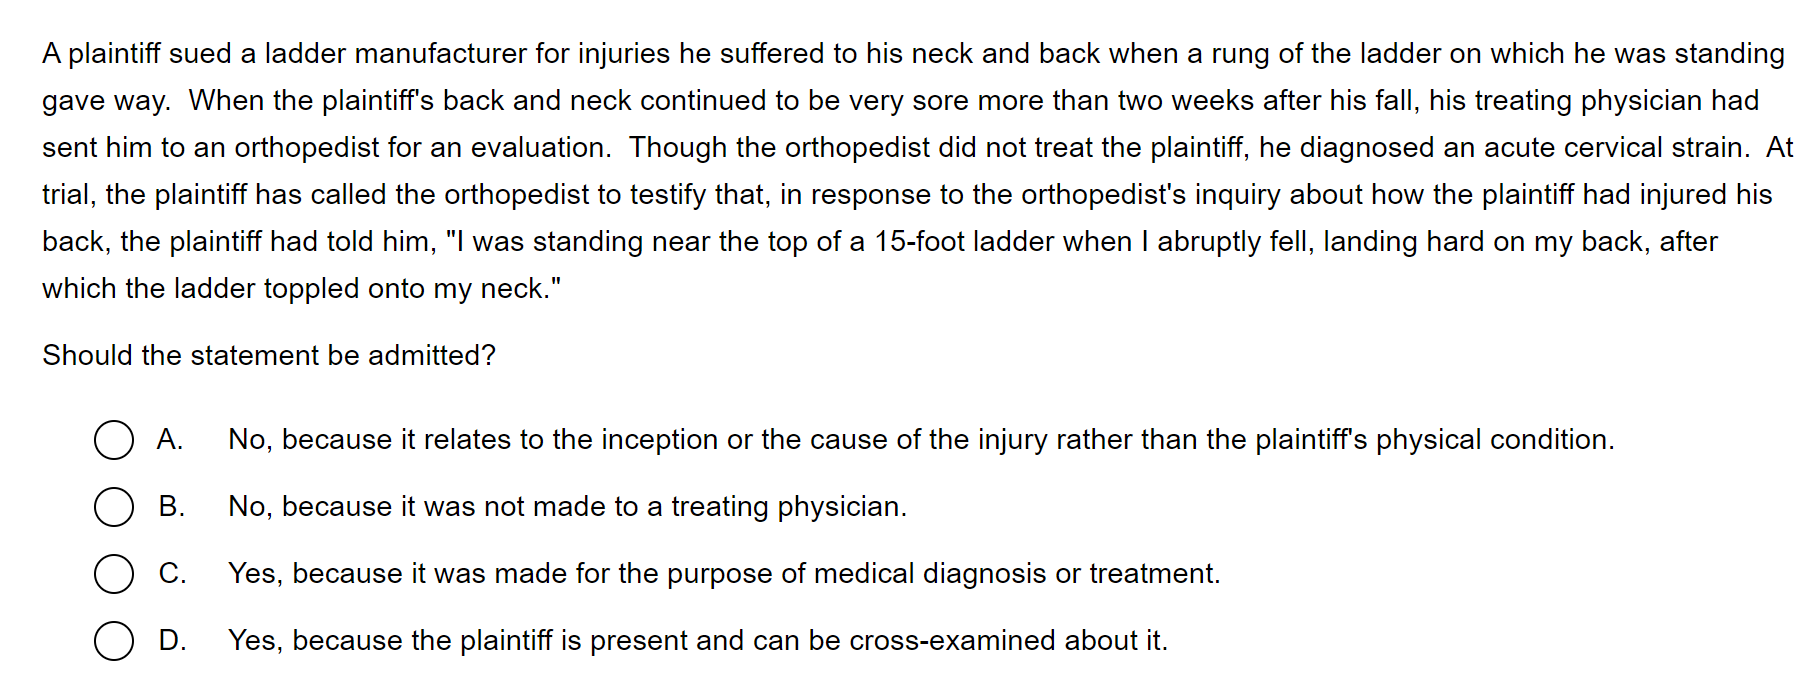 A plaintiff sued a ladder manufacturer for injuries he suffered to his neck and back when a rung of the ladder on which he was standing
gave way.  When the plaintiff's back and neck continued to be very sore more than two weeks after his fall, his treating physician had
sent him to an orthopedist for an evaluation.  Though the orthopedist did not treat the plaintiff, he diagnosed an acute cervical strain.  At
trial, the plaintiff has called the orthopedist to testify that, in response to the orthopedist's inquiry about how the plaintiff had injured his
back, the plaintiff had told him, "I was standing near the top of a 15-foot ladder when I abruptly fell, landing hard on my back, after
which the ladder toppled onto my neck."
Should the statement be admitted?
A. No, because it relates to the inception or the cause of the injury rather than the plaintiff's physical condition.
B. No, because it was not made to a treating physician.
C. Yes, because it was made for the purpose of medical diagnosis or treatment.
D. Yes, because the plaintiff is present and can be cross-examined about it.